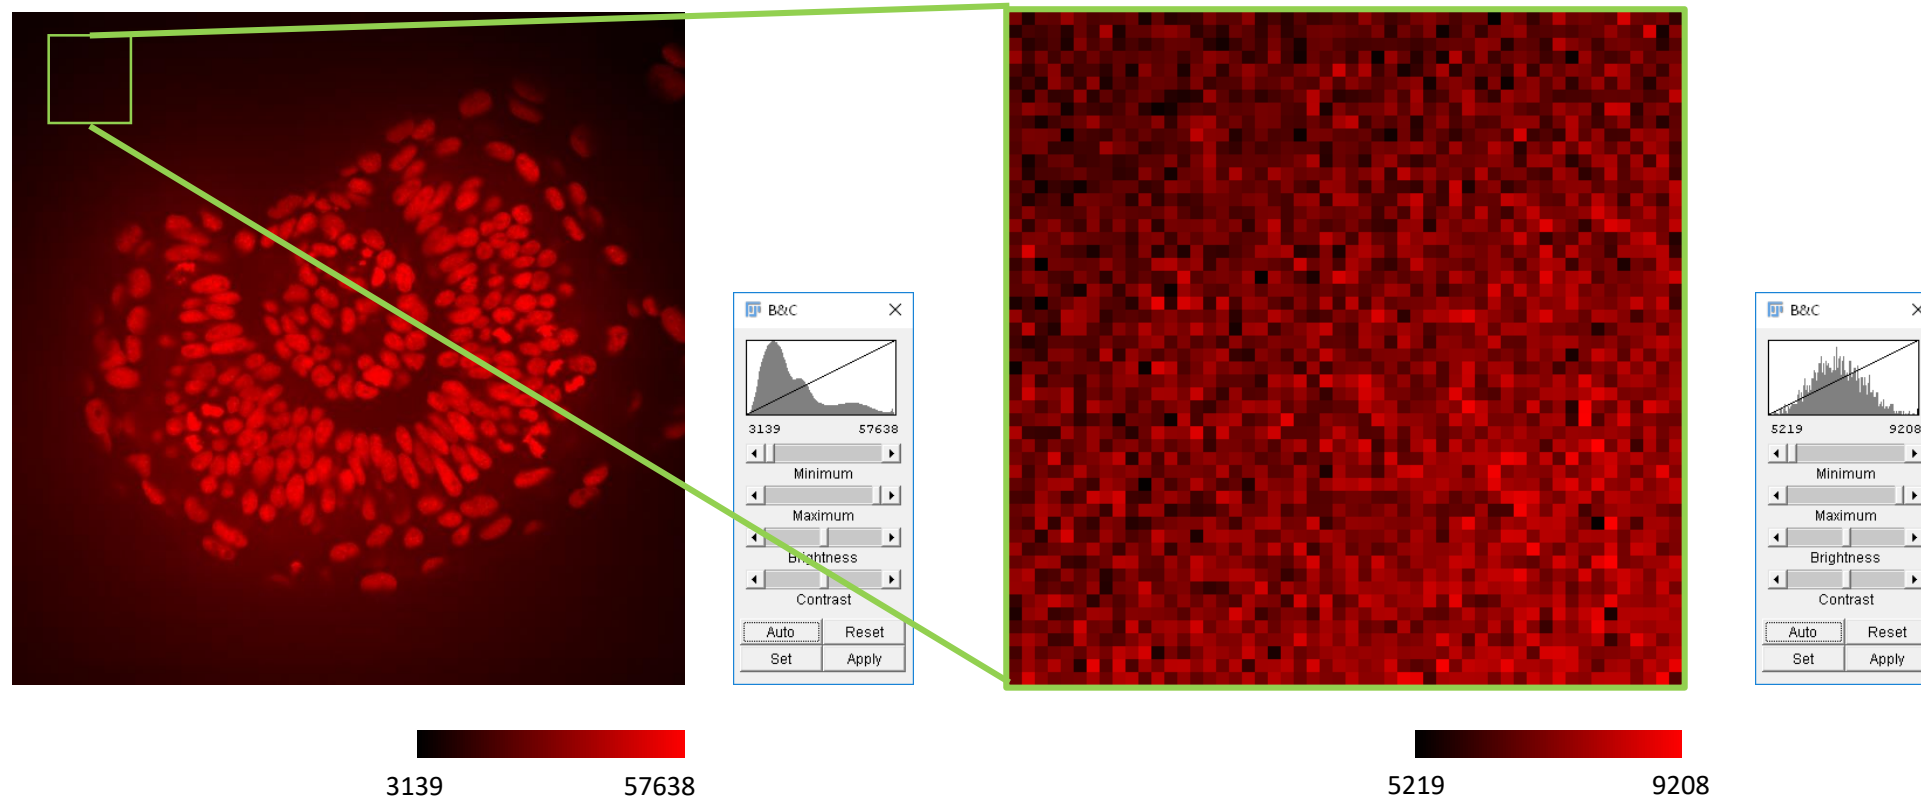 B&C
3139 57638
Minimum
Maximum
Brightness
Contrast
Auto Reset
Set Apply
3139 57638
B&C
5219 9208
Minimum
Maximum
Brightness
Contrast
Auto Reset
Set Apply
5219 9208